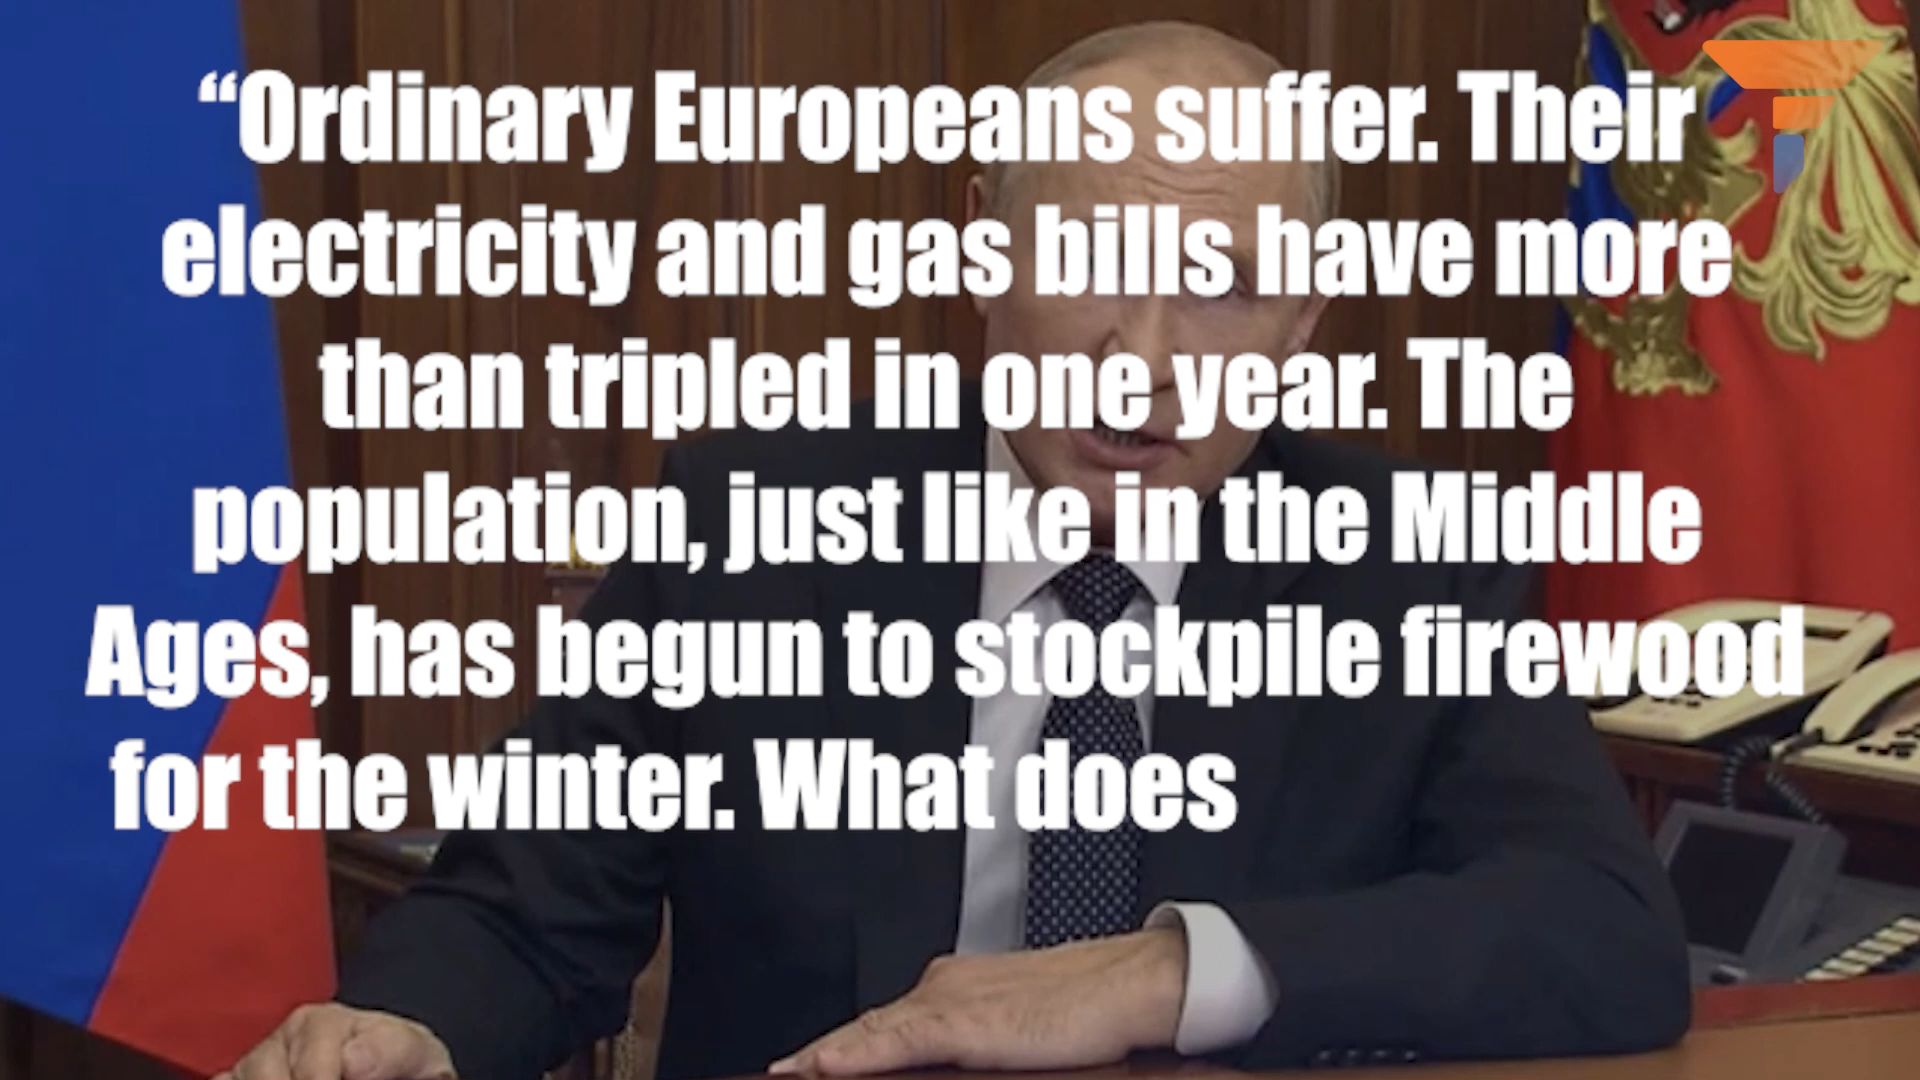 “Ordinary Europeans suffer. Their
electricity and gas bills have more
than tripled in one year. The
population, just like in the Middle
Ages, has begun to stockpile firewood
for the winter. What does